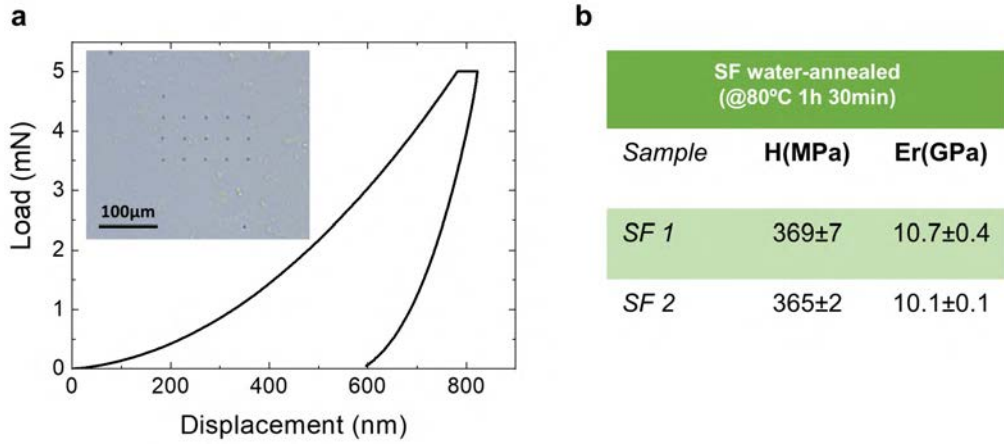 a
5
4
3
2
1
0
Load (mN)
100µm
0
200
400
600
800
Displacement (nm)
b
SF water-annealed
(@80ºC 1h 30min)
Sample H(MPa) Er(GPa)
SF 1 369±7 10.7±0.4
SF 2 365±2 10.1±0.1